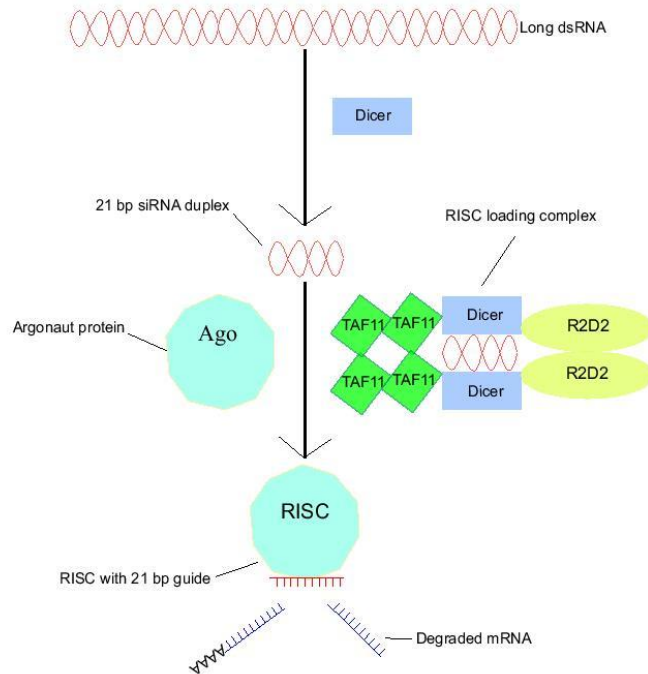 Long dsRNA
Dicer
21 bp siRNA duplex
RISC loading complex
Argonaut protein
Ago
TAF11
TAF11
Dicer
R2D2
TAF11
TAF11
Dicer
R2D2
RISC
RISC with 21 bp guide
AAAA
Degraded mRNA